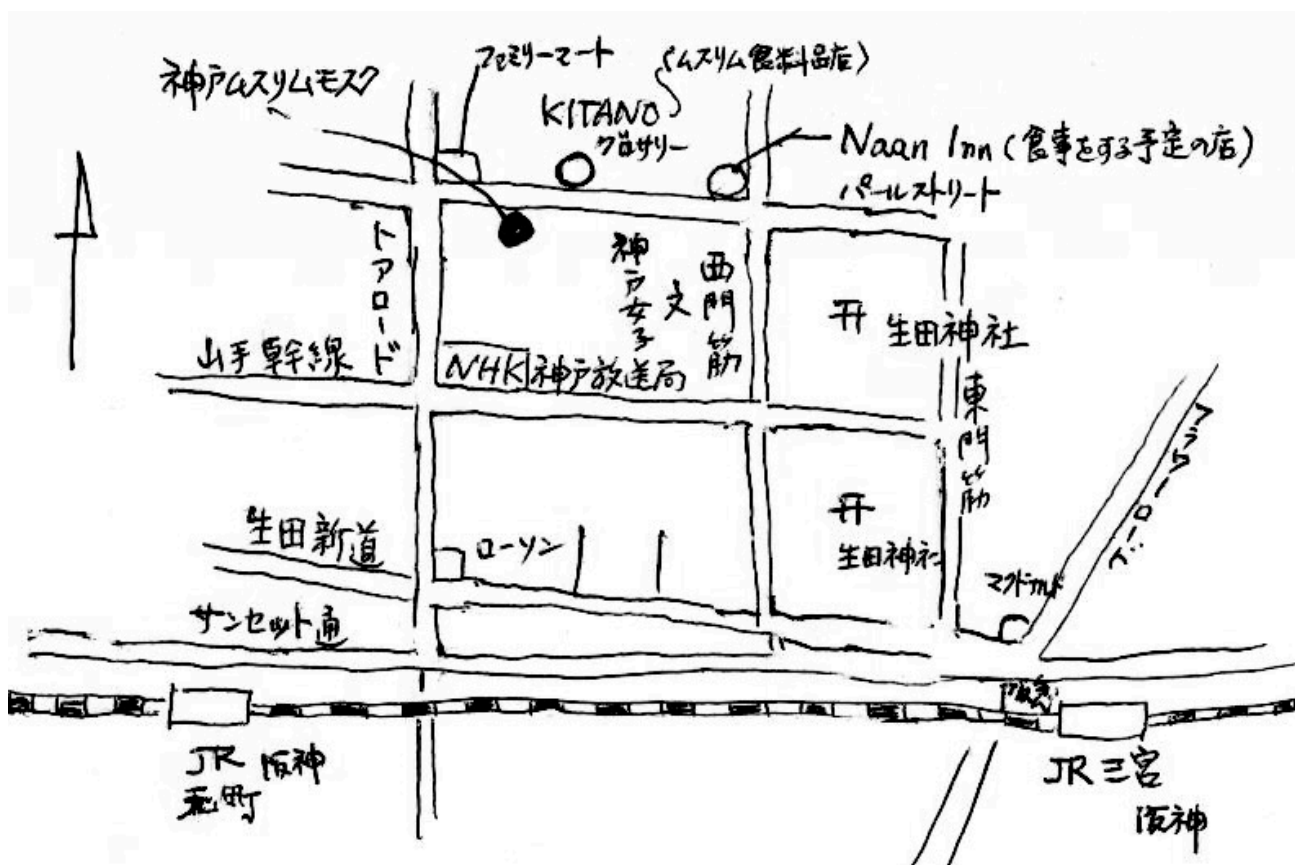 ファミリーマート
(ムスリム食料品店)
神戸ムスリムモスク
KITANO
グロサリー
Naan Inn (食事をする予定の店)
パールストリート
トアロード
神戸女子
文
西門筋
生田神社
山手幹線
NHK 神戸放送局
東門筋
フラワーロード
生田新道
ローソン
生田神社
マクドナルド
サンセット通
阪急
JR 阪神
元町
JR 三宮
阪神